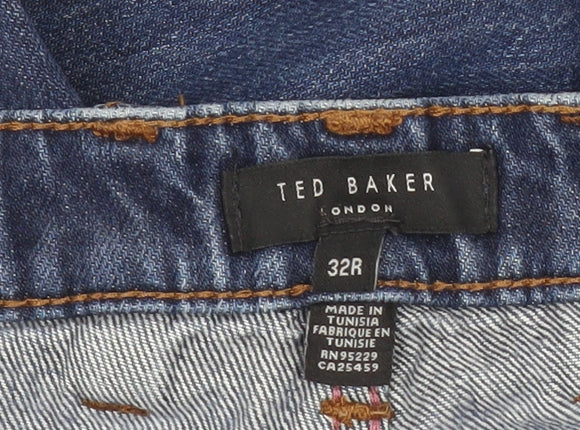 TED BAKER
LONDON
32R
MADE IN
TUNISIA
FABRIQUE EN
TUNISIE
RN95229
CA25459